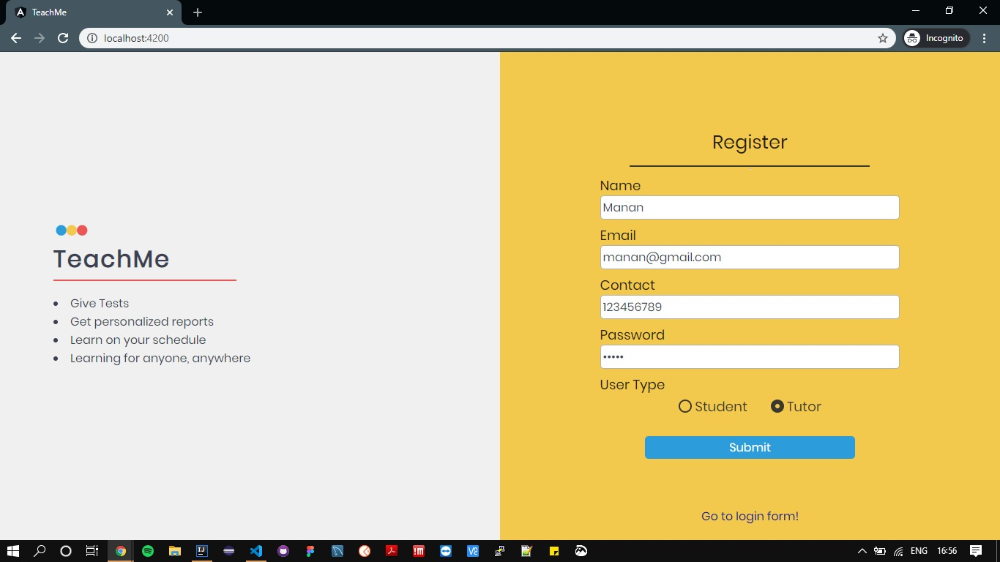 TeachMe
localhost:4200
Incognito
TeachMe
Give Tests
Get personalized reports
Learn on your schedule
Learning for anyone, anywhere
Register
Name
Manan
Email
manan@gmail.com
Contact
123456789
Password
•••••
User Type
Student Tutor
Submit
Go to login form!
ENG 16:56